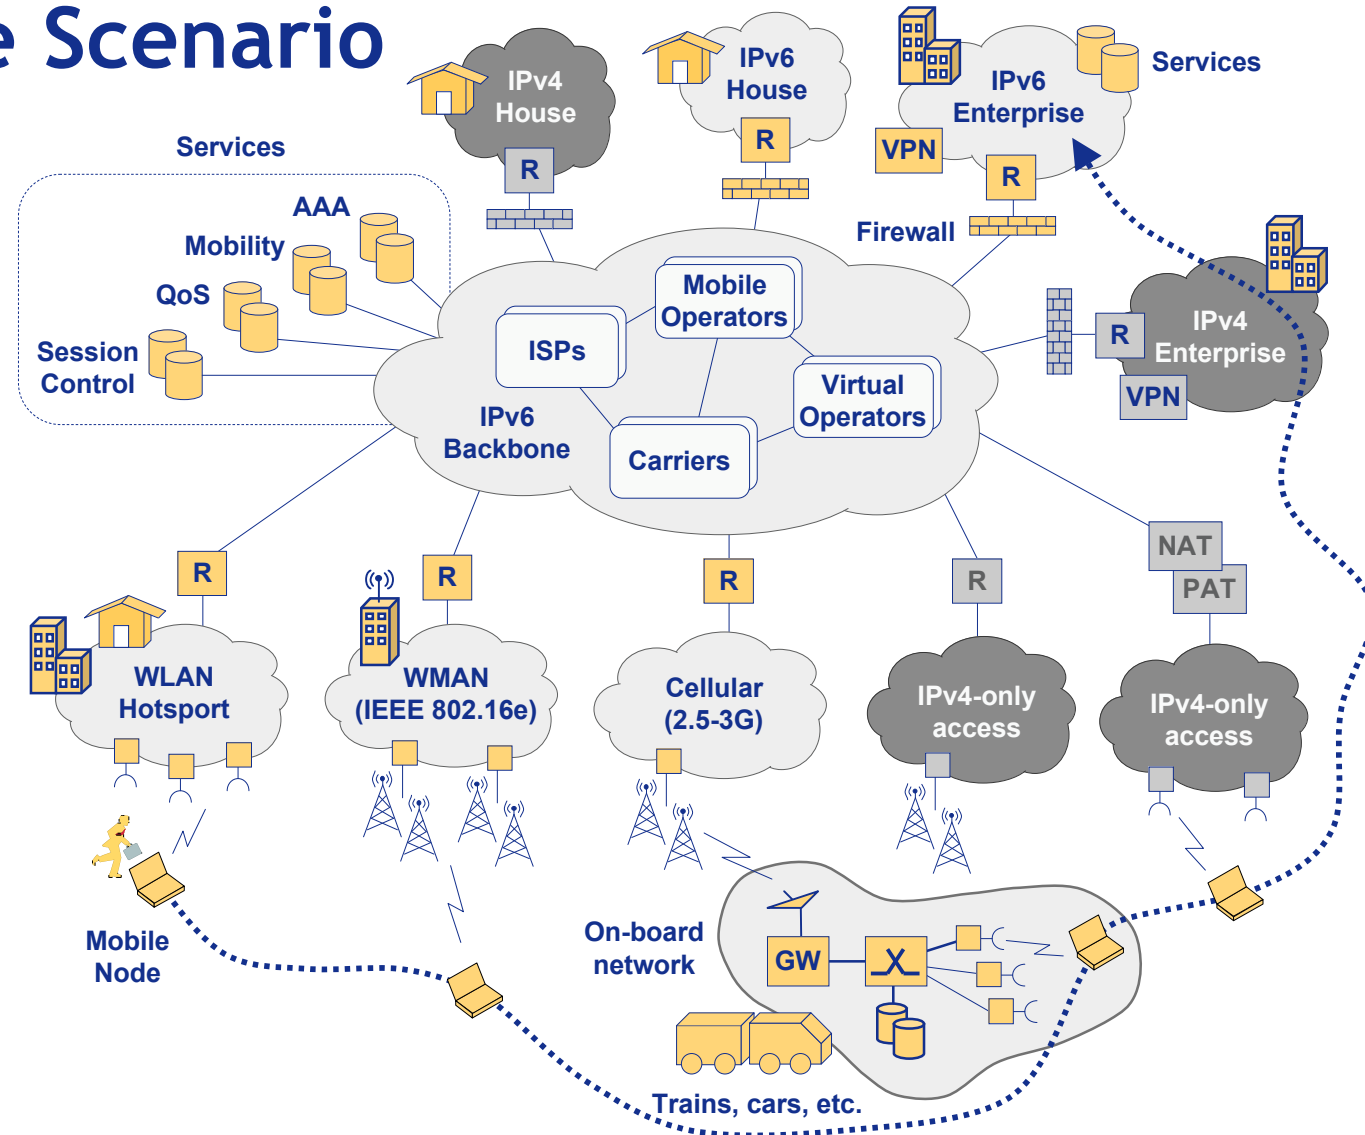 e Scenario
IPv4
House
R
IPv6
House
R
IPv6
Enterprise
Services
VPN
R
Firewall
Services
AAA
Mobility
QoS
Session
Control
IPv4
Enterprise
R
VPN
Mobile
Operators
ISPs
Virtual
Operators
IPv6
Backbone
Carriers
R
R
R
R
NAT
PAT
WLAN
Hotsport
WMAN
(IEEE 802.16e)
Cellular
(2.5-3G)
IPv4-only
access
IPv4-only
access
Mobile
Node
On-board
network
GW
X
Trains, cars, etc.